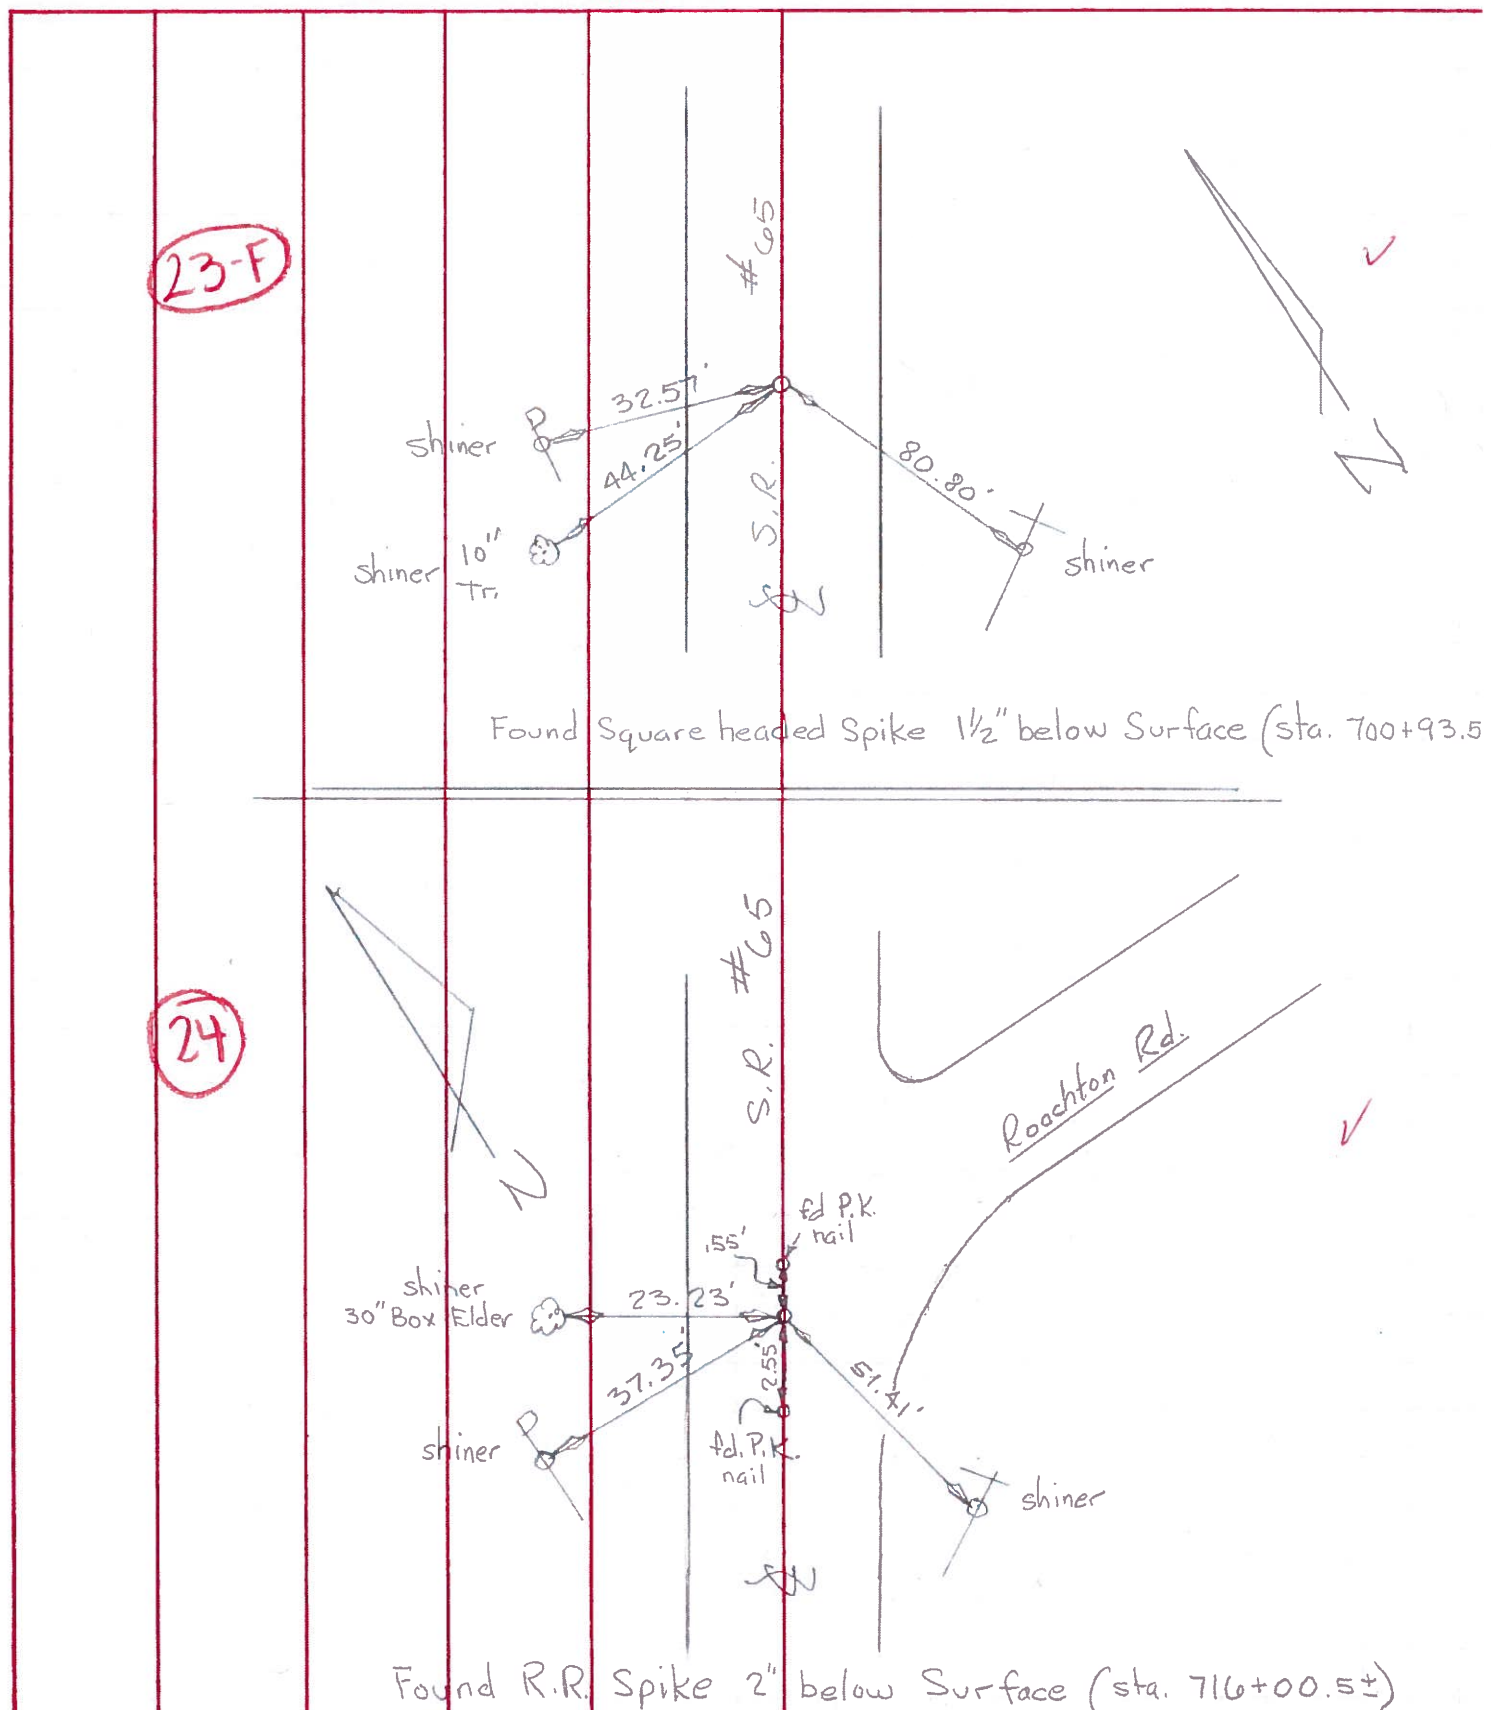 23-F
#65
S.R.
℄
32.57'
44.25'
80.80'
shiner
shiner 10"
Tr.
shiner
N
Found Square headed Spike 1½" below Surface (sta. 700+93.5
24
S.R. #65
N
Roachton Rd.
fd P.K.
nail
.55'
shiner
30" Box Elder
23.23'
37.35'
2.55'
51.41'
shiner
fd. P.K.
nail
shiner
℄
Found R.R. Spike 2" below Surface (sta. 716+00.5±)